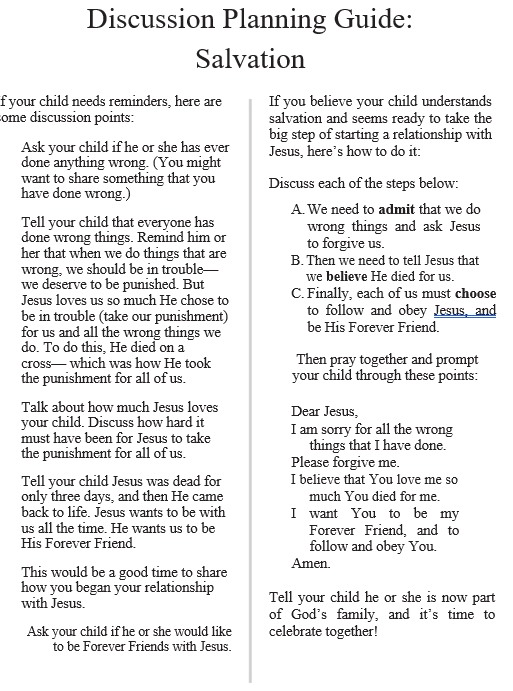 Discussion Planning Guide:
Salvation
f your child needs reminders, here are
ome discussion points:
Ask your child if he or she has ever
done anything wrong. (You might
want to share something that you
have done wrong.)
Tell your child that everyone has
done wrong things. Remind him or
her that when we do things that are
wrong, we should be in trouble—
we deserve to be punished. But
Jesus loves us so much He chose to
be in trouble (take our punishment)
for us and all the wrong things we
do. To do this, He died on a
cross— which was how He took
the punishment for all of us.
Talk about how much Jesus loves
your child. Discuss how hard it
must have been for Jesus to take
the punishment for all of us.
Tell your child Jesus was dead for
only three days, and then He came
back to life. Jesus wants to be with
us all the time. He wants us to be
His Forever Friend.
This would be a good time to share
how you began your relationship
with Jesus.
Ask your child if he or she would like
to be Forever Friends with Jesus.
If you believe your child understands
salvation and seems ready to take the
big step of starting a relationship with
Jesus, here’s how to do it:
Discuss each of the steps below:
A. We need to admit that we do
wrong things and ask Jesus
to forgive us.
B. Then we need to tell Jesus that
we believe He died for us.
C. Finally, each of us must choose
to follow and obey Jesus, and
be His Forever Friend.
Then pray together and prompt
your child through these points:
Dear Jesus,
I am sorry for all the wrong
things that I have done.
Please forgive me.
I believe that You love me so
much You died for me.
I want You to be my
Forever Friend, and to
follow and obey You.
Amen.
Tell your child he or she is now part
of God’s family, and it’s time to
celebrate together!